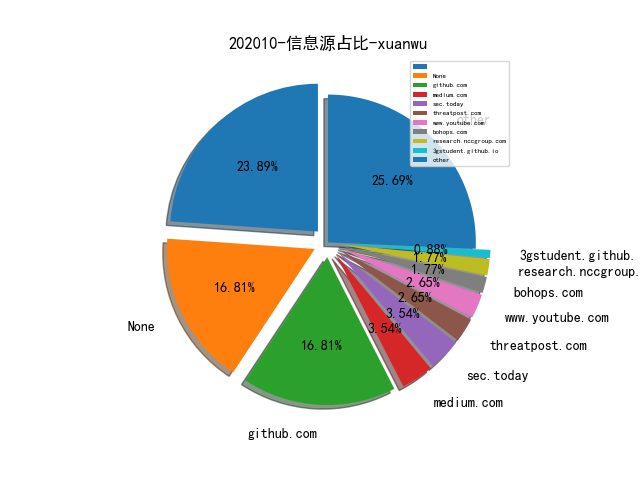 202010-信息源占比-xuanwu
None
github.com
medium.com
sec.today
threatpost.com
www.youtube.com
bohops.com
research.nccgroup.com
3gstudent.github.io
other
other
23.89%
25.69%
16.81%
16.81%
3.54%
3.54%
2.65%
2.65%
1.77%
1.77%
0.88%
3gstudent.github.
research.nccgroup.
bohops.com
www.youtube.com
threatpost.com
sec.today
medium.com
github.com
None